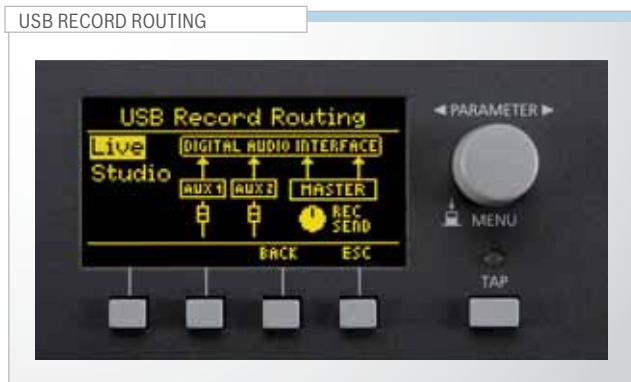 USB RECORD ROUTING
USB Record Routing
Live
Studio
DIGITAL AUDIO INTERFACE
AUX 1
AUX 2
MASTER
REC
SEND
BACK
ESC
◄ PARAMETER ►
MENU
TAP